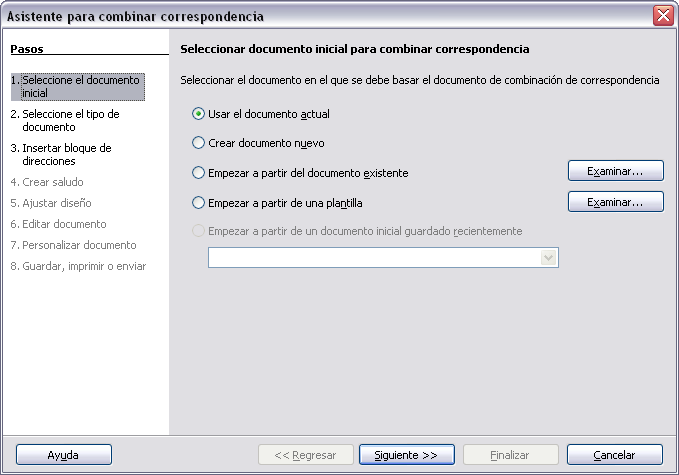 Asistente para combinar correspondencia
Pasos
1. Seleccione el documento
inicial
2. Seleccione el tipo de
documento
3. Insertar bloque de
direcciones
4. Crear saludo
5. Ajustar diseño
6. Editar documento
7. Personalizar documento
8. Guardar, imprimir o enviar
Seleccionar documento inicial para combinar correspondencia
Seleccionar el documento en el que se debe basar el documento de combinación de correspondencia
Usar el documento actual
Crear documento nuevo
Empezar a partir del documento existente
Examinar...
Empezar a partir de una plantilla
Examinar...
Empezar a partir de un documento inicial guardado recientemente
Ayuda
<< Regresar
Siguiente >>
Finalizar
Cancelar